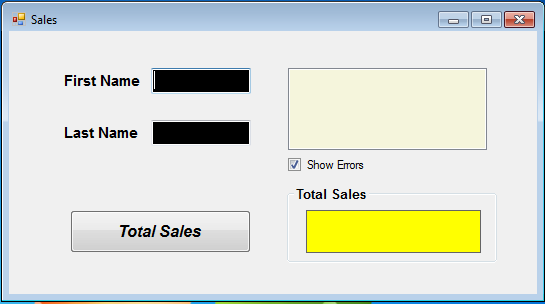 Sales
First Name
Last Name
Show Errors
Total Sales
Total Sales